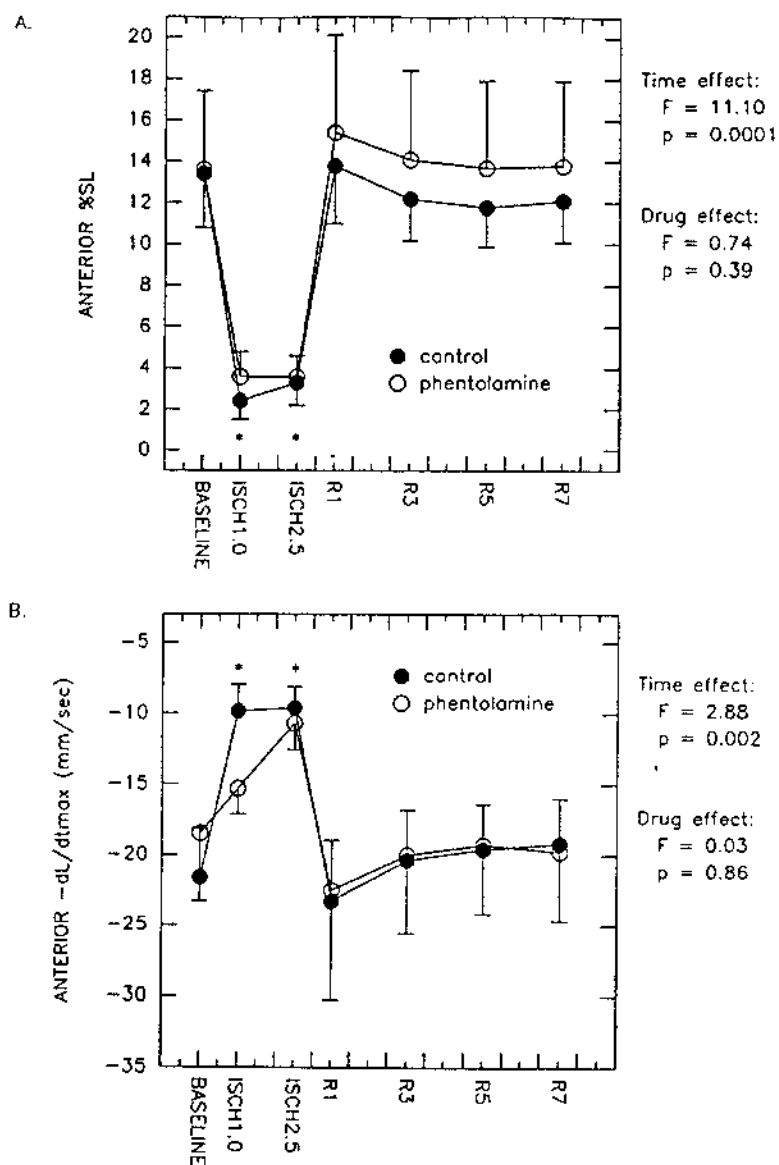 A.
ANTERIOR %SL
20
18
16
14
12
10
8
6
4
2
0
control
phentolamine
* *
BASELINE
ISCH1.0
ISCH2.5
R1
R3
R5
R7
Time effect:
F = 11.10
p = 0.0001
Drug effect:
F = 0.74
p = 0.39
B.
ANTERIOR -dL/dtmax (mm/sec)
-5
-10
-15
-20
-25
-30
-35
* *
control
phentolamine
BASELINE
ISCH1.0
ISCH2.5
R1
R3
R5
R7
Time effect:
F = 2.88
p = 0.002
Drug effect:
F = 0.03
p = 0.86